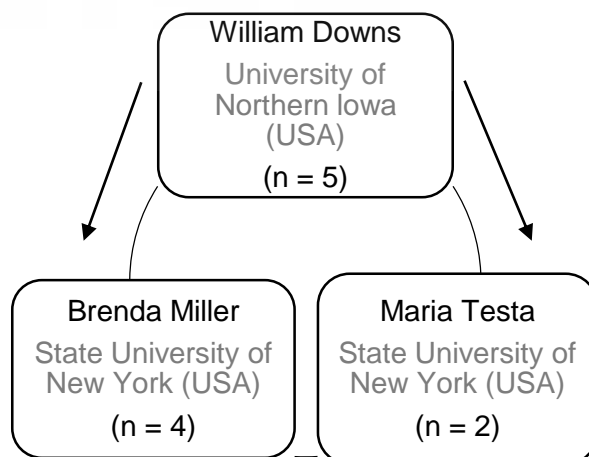 William Downs
University of
Northern Iowa
(USA)
(n = 5)
Brenda Miller
State University of
New York (USA)
(n = 4)
Maria Testa
State University of
New York (USA)
(n = 2)